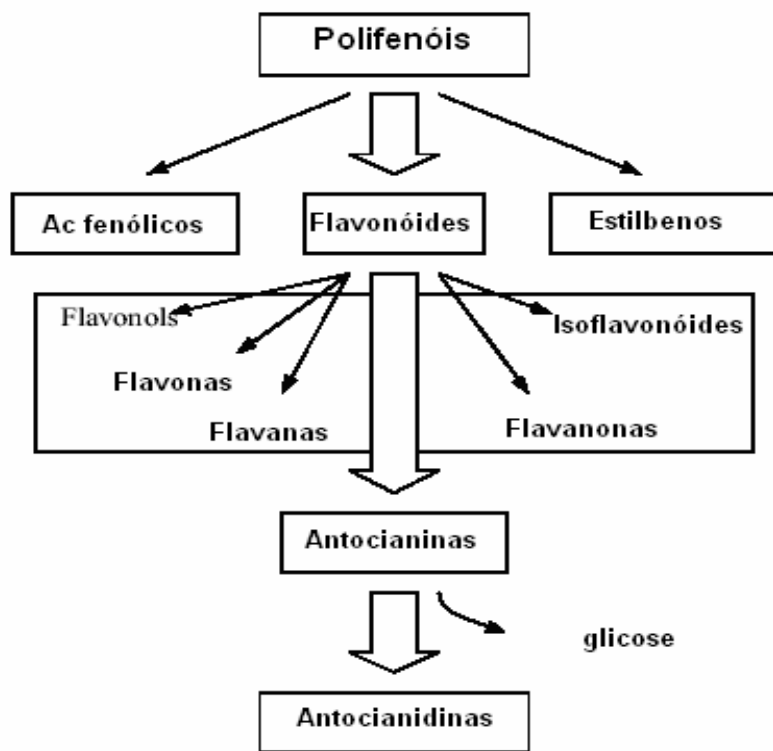 Polifenóis
Ac fenólicos
Flavonóides
Estilbenos
Flavonols
Isoflavonóides
Flavonas
Flavanas
Flavanonas
Antocianinas
glicose
Antocianidinas